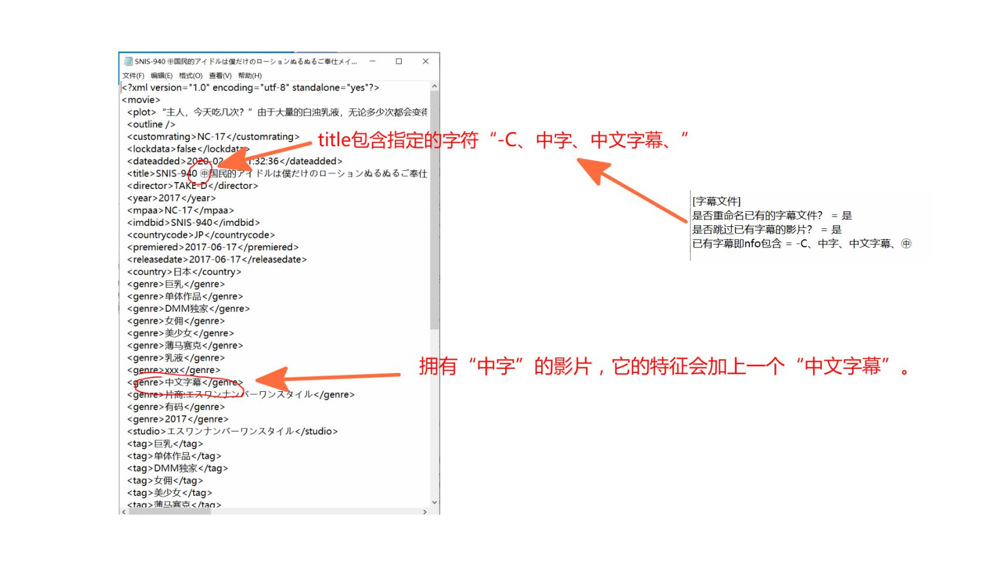 SNIS-940 ㊥国民的アイドルは僕だけのローションぬるぬるご奉仕メイ...
文件(F) 编辑(E) 格式(O) 查看(V) 帮助(H)
<?xml version="1.0" encoding="utf-8" standalone="yes"?>
<movie>
<plot>“主人，今天吃几次？”由于大量的白浊乳液，无论多少次都会变得
<outline />
<customrating>NC-17</customrating>
title包含指定的字符“-C、中字、中文字幕、”
<lockdata>false</lockdata>
<dateadded>2020-02 1:32:36</dateadded>
<title>SNIS-940 ㊥国民的アイドルは僕だけのローションぬるぬるご奉仕
<director>TAKE-D</director>
<year>2017</year>
<mpaa>NC-17</mpaa>
<imdbid>SNIS-940</imdbid>
<countrycode>JP</countrycode>
<premiered>2017-06-17</premiered>
<releasedate>2017-06-17</releasedate>
<country>日本</country>
<genre>巨乳</genre>
<genre>单体作品</genre>
<genre>DMM独家</genre>
<genre>女佣</genre>
<genre>美少女</genre>
<genre>薄马赛克</genre>
<genre>乳液</genre>
<genre>xxx</genre>
<genre>中文字幕</genre>
<genre>片商:エスワンナンバーワンスタイル</genre>
<genre>有码</genre>
<genre>2017</genre>
<studio>エスワンナンバーワンスタイル</studio>
<tag>巨乳</tag>
<tag>单体作品</tag>
<tag>DMM独家</tag>
<tag>女佣</tag>
<tag>美少女</tag>
<tag>薄马赛克</tag>
[字幕文件]
是否重命名已有的字幕文件？ = 是
是否跳过已有字幕的影片？ = 是
已有字幕即nfo包含 = -C、中字、中文字幕、㊥
拥有“中字”的影片，它的特征会加上一个“中文字幕”。